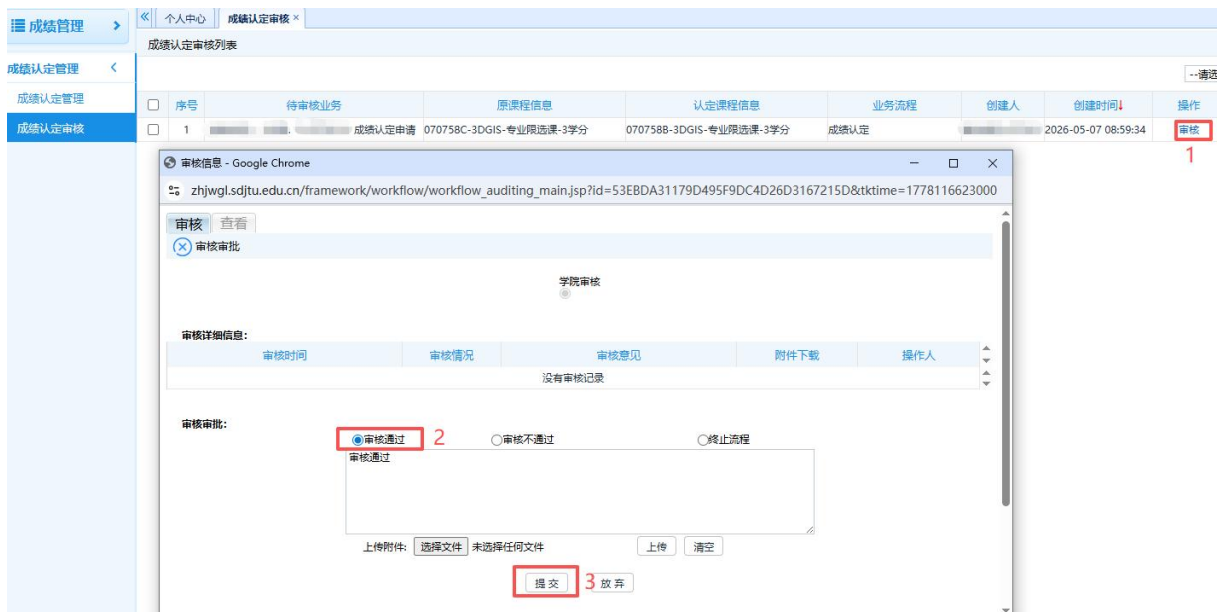 成绩管理
个人中心 成绩认定审核 ×
成绩认定审核列表
成绩认定管理
--请选
成绩认定管理
序号 待审核业务 原课程信息 认定课程信息 业务流程 创建人 创建时间 操作
成绩认定审核
1 成绩认定申请 070758C-3DGIS-专业限选课-3学分 070758B-3DGIS-专业限选课-3学分 成绩认定 2026-05-07 08:59:34 审核
1
审核信息 - Google Chrome
zhjwgl.sdjtu.edu.cn/framework/workflow/workflow_auditing_main.jsp?id=53EBDA31179D495F9DC4D26D3167215D&tktime=1778116623000
审核 查看
审核审批
学院审核
审核详细信息:
审核时间 审核情况 审核意见 附件下载 操作人
没有审核记录
审核审批:
审核通过 2 审核不通过 终止流程
审核通过
上传附件: 选择文件 未选择任何文件 上传 清空
提 交 3 放 弃